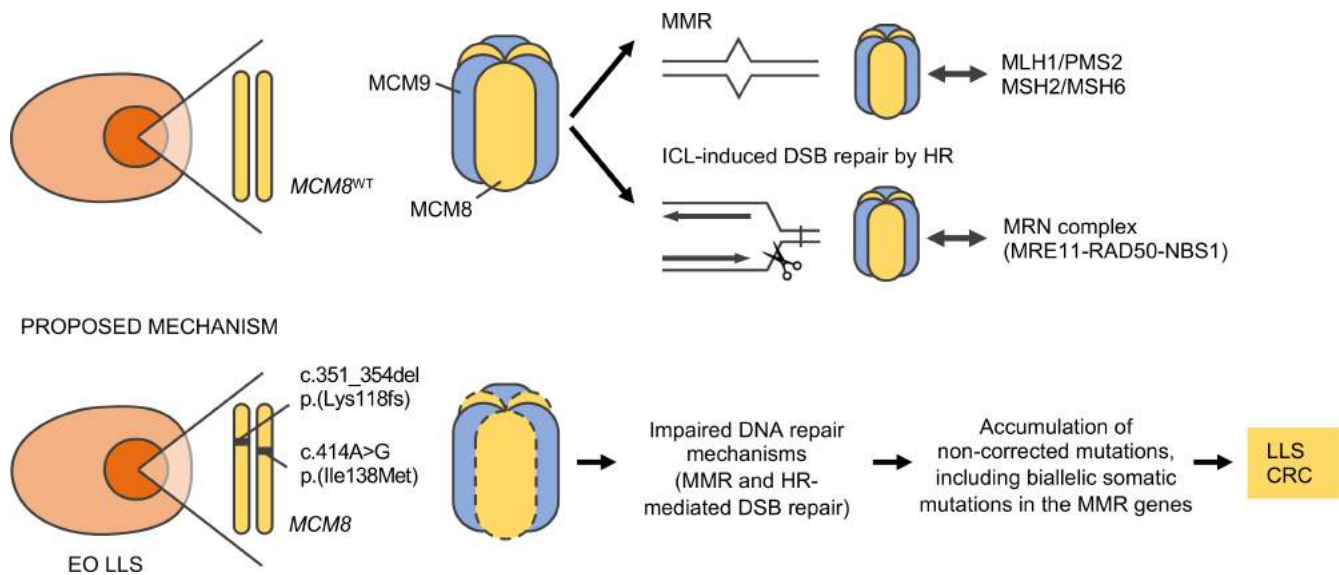 MMR
MCM9
MLH1/PMS2
MSH2/MSH6
ICL-induced DSB repair by HR
MCM8ᵂᵀ
MCM8
MRN complex
(MRE11-RAD50-NBS1)
PROPOSED MECHANISM
c.351_354del
p.(Lys118fs)
c.414A>G
p.(Ile138Met)
MCM8
EO LLS
Impaired DNA repair
mechanisms
(MMR and HR-
mediated DSB repair)
Accumulation of
non-corrected mutations,
including biallelic somatic
mutations in the MMR genes
LLS
CRC